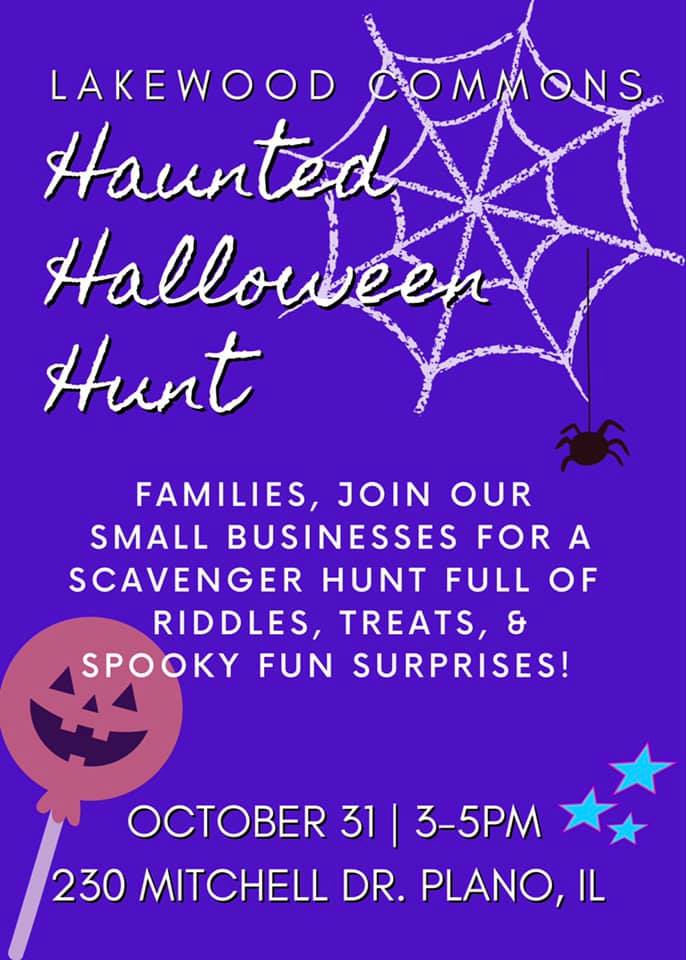 LAKEWOOD COMMONS
Haunted
Halloween
Hunt
FAMILIES, JOIN OUR
SMALL BUSINESSES FOR A
SCAVENGER HUNT FULL OF
RIDDLES, TREATS, &
SPOOKY FUN SURPRISES!
OCTOBER 31 | 3-5PM
230 MITCHELL DR. PLANO, IL